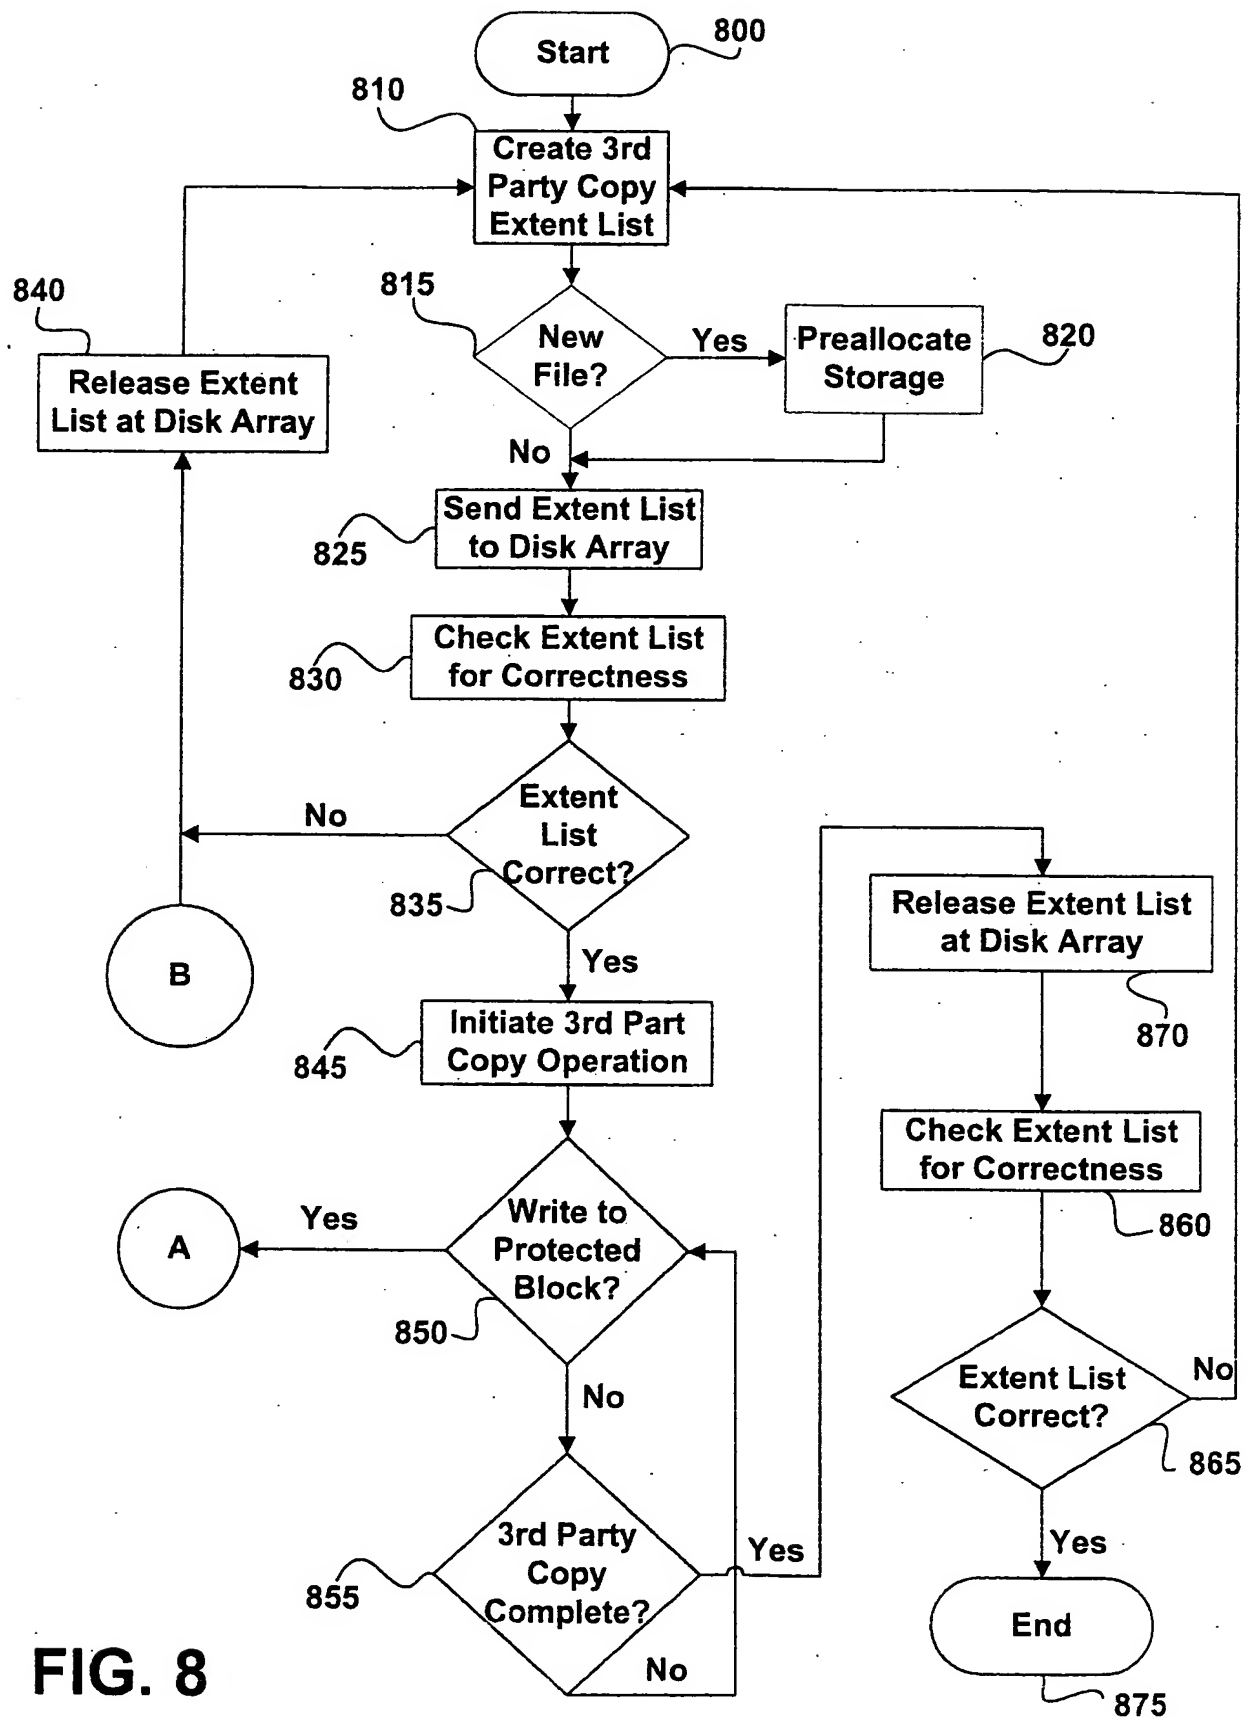 Start
800
810
Create 3rd
Party Copy
Extent List
840
Release Extent
List at Disk Array
815
New
File?
Yes
Preallocate
Storage
820
No
Send Extent List
to Disk Array
825
Check Extent List
for Correctness
830
Extent
List
Correct?
No
835
Yes
B
Initiate 3rd Part
Copy Operation
845
Write to
Protected
Block?
Yes
A
850
No
3rd Party
Copy
Complete?
855
Yes
No
Release Extent List
at Disk Array
870
Check Extent List
for Correctness
860
Extent List
Correct?
No
865
Yes
End
875
FIG. 8